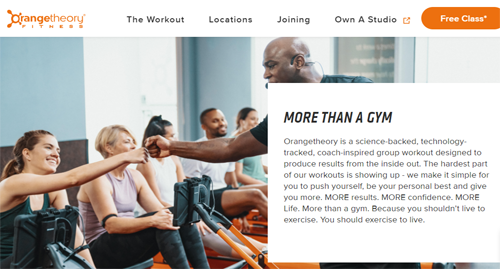 Orangetheory®
FITNESS
The Workout
Locations
Joining
Own A Studio
Free Class*
MORE THAN A GYM
Orangetheory is a science-backed, technology-
tracked, coach-inspired group workout designed to
produce results from the inside out. The hardest part
of our workouts is showing up - we make it simple for
you to push yourself, be your personal best and give
you more. MORE results. MORE confidence. MORE
Life. More than a gym. Because you shouldn't live to
exercise. You should exercise to live.